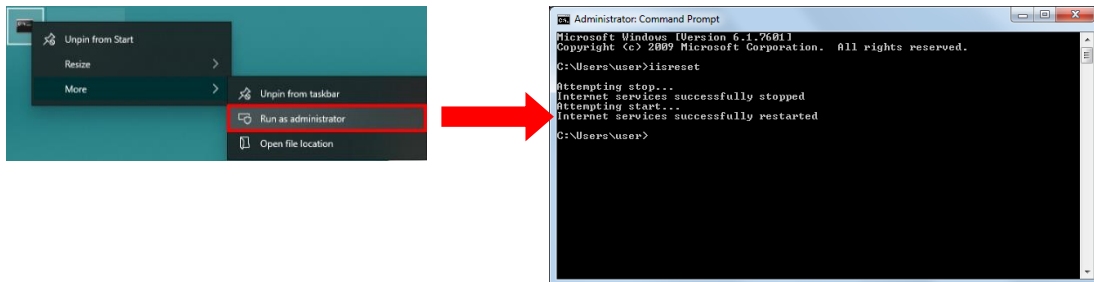 Unpin from Start
Resize
More
Unpin from taskbar
Run as administrator
Open file location
Administrator: Command Prompt
Microsoft Windows [Version 6.1.7601]
Copyright (c) 2009 Microsoft Corporation.  All rights reserved.
C:\Users\user>iisreset
Attempting stop...
Internet services successfully stopped
Attempting start...
Internet services successfully restarted
C:\Users\user>